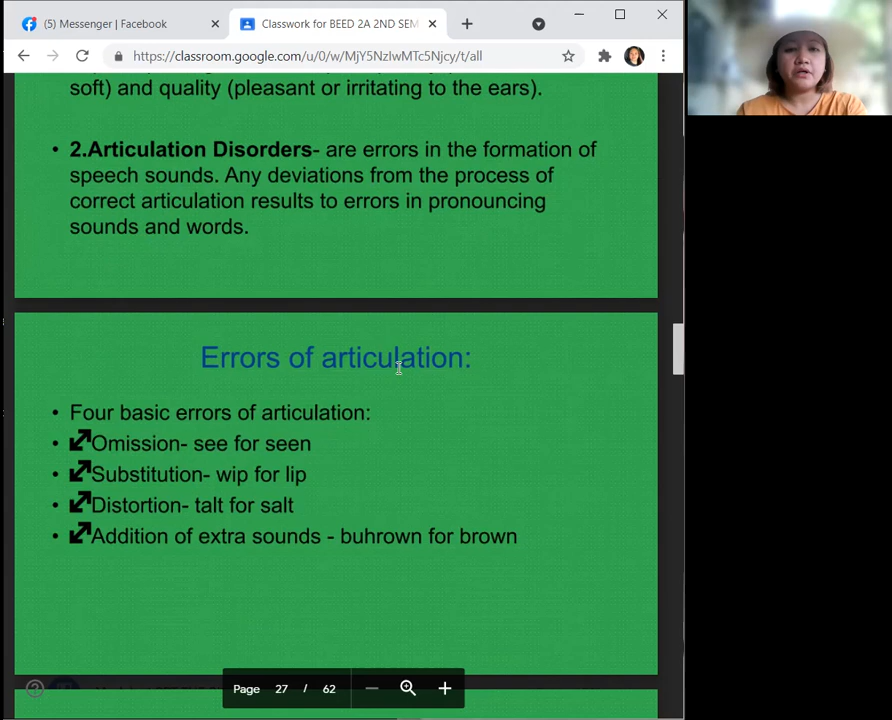 (5) Messenger | Facebook
Classwork for BEED 2A 2ND SEM
https://classroom.google.com/u/0/w/MjY5NzIwMTc5Njcy/t/all
soft) and quality (pleasant or irritating to the ears).
• 2.Articulation Disorders- are errors in the formation of
speech sounds. Any deviations from the process of
correct articulation results to errors in pronouncing
sounds and words.
Errors of articulation:
• Four basic errors of articulation:
• Omission- see for seen
• Substitution- wip for lip
• Distortion- talt for salt
• Addition of extra sounds - buhrown for brown
Page 27 / 62